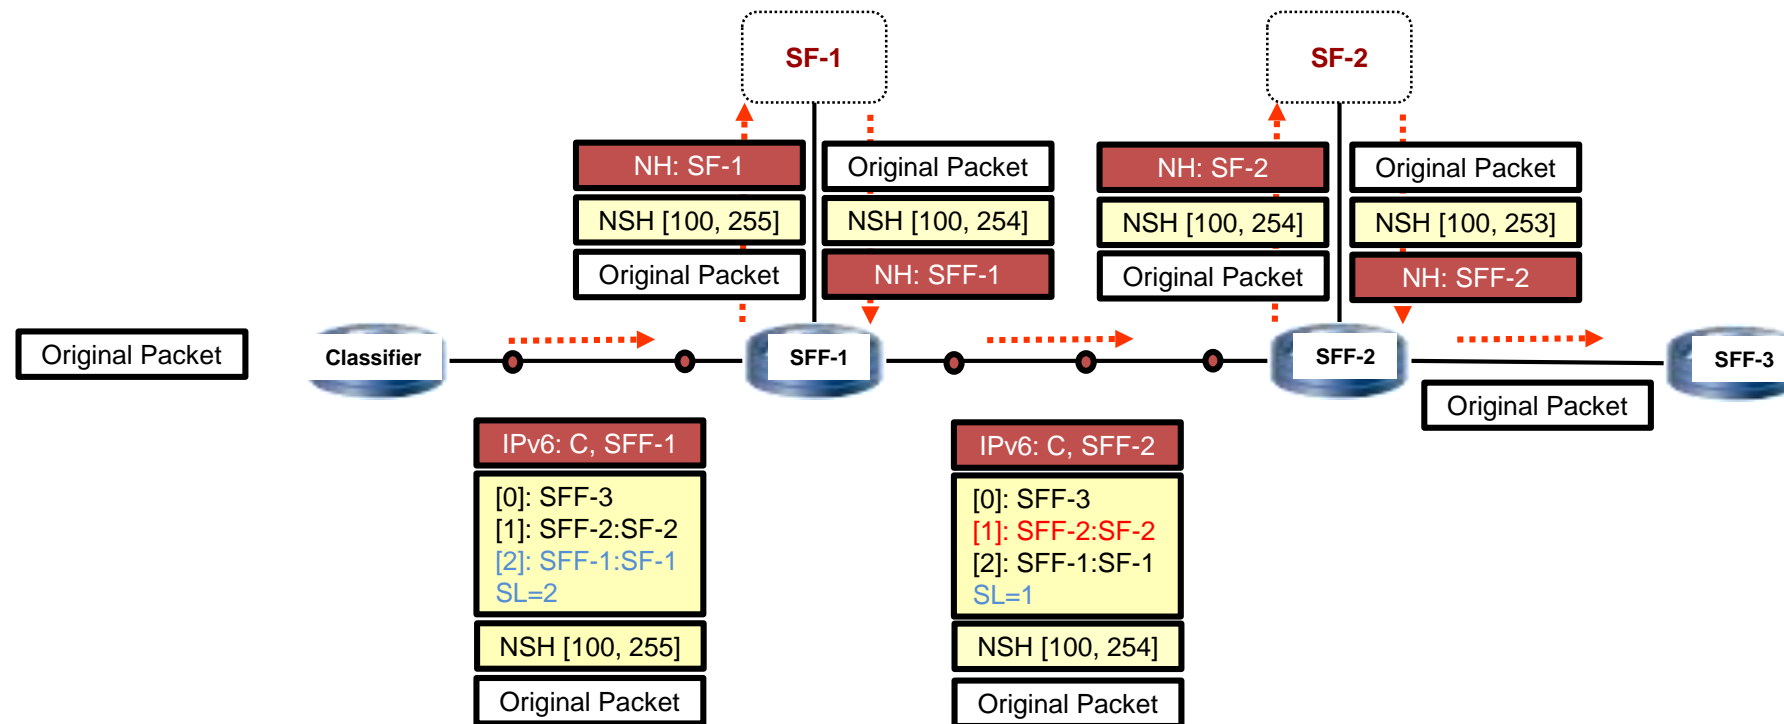 SF-1
SF-2
NH: SF-1
Original Packet
NH: SF-2
Original Packet
NSH [100, 255]
NSH [100, 254]
NSH [100, 254]
NSH [100, 253]
Original Packet
NH: SFF-1
Original Packet
NH: SFF-2
Original Packet
Classifier
SFF-1
SFF-2
SFF-3
Original Packet
IPv6: C, SFF-1
[0]: SFF-3
[1]: SFF-2:SF-2
[2]: SFF-1:SF-1
SL=2
NSH [100, 255]
Original Packet
IPv6: C, SFF-2
[0]: SFF-3
[1]: SFF-2:SF-2
[2]: SFF-1:SF-1
SL=1
NSH [100, 254]
Original Packet